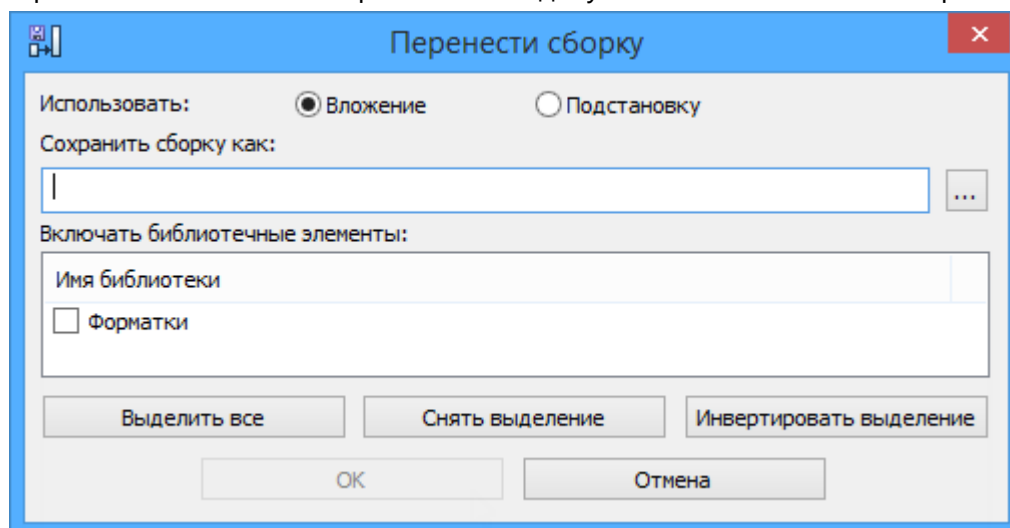 Перенести сборку
Использовать: Вложение Подстановку
Сохранить сборку как:
...
Включать библиотечные элементы:
Имя библиотеки
Форматки
Выделить все Снять выделение Инвертировать выделение
ОК Отмена